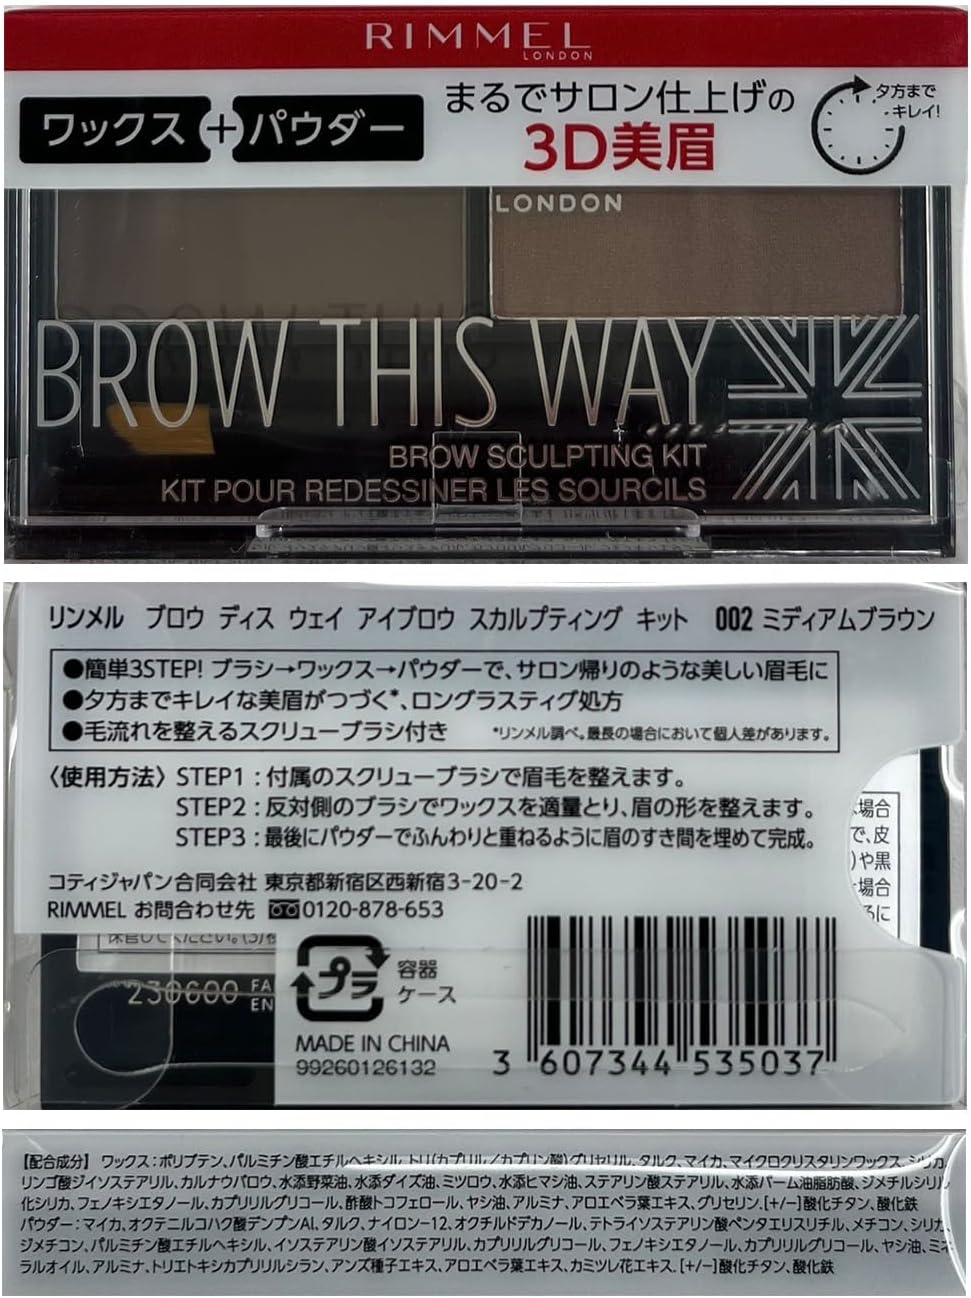 RIMMEL
LONDON
ワックス+パウダー
まるでサロン仕上げの
3D美眉
夕方まで
キレイ!
LONDON
BROW THIS WAY
BROW SCULPTING KIT
KIT POUR REDESSINER LES SOURCILS
リンメル ブロウ ディス ウェイ アイブロウ スカルプティング キット 002 ミディアムブラウン
●簡単3STEP! ブラシ→ワックス→パウダーで、サロン帰りのような美しい眉毛に
●夕方までキレイな美眉がつづく*、ロングラスティグ処方
●毛流れを整えるスクリューブラシ付き *リンメル調べ。最長の場合において個人差があります。
〈使用方法〉 STEP1:付属のスクリューブラシで眉毛を整えます。
STEP2:反対側のブラシでワックスを適量とり、眉の形を整えます。
STEP3:最後にパウダーでふんわりと重ねるように眉のすき間を埋めて完成。
場合
で、皮
)や黒
場合
るに
コティジャパン合同会社 東京都新宿区西新宿3-20-2
RIMMEL お問合わせ先 0120-878-653
保管してください。(3)
230600 FA
EN
プラ 容器
ケース
MADE IN CHINA
99260126132
3 607344 535037
【配合成分】 ワックス:ポリブテン、パルミチン酸エチルヘキシル、トリ(カプリル/カプリン酸)グリセリル、タルク、マイカ、マイクロクリスタリンワックス、シリカ、
リンゴ酸ジイソステアリル、カルナウバロウ、水添野菜油、水添ダイズ油、ミツロウ、水添ヒマシ油、ステアリン酸ステアリル、水添パーム油脂肪酸、ジメチルシリル
化シリカ、フェノキシエタノール、カプリリルグリコール、酢酸トコフェロール、ヤシ油、アルミナ、アロエベラ葉エキス、グリセリン.[+/-]酸化チタン、酸化鉄
パウダー:マイカ、オクテニルコハク酸デンプンAl、タルク、ナイロン-12、オクチルドデカノール、テトライソステアリン酸ペンタエリスリチル、メチコン、シリカ、
ジメチコン、パルミチン酸エチルヘキシル、イソステアリン酸イソステアリル、カプリリルグリコール、フェノキシエタノール、カプリリルグリコール、ヤシ油、ミネ
ラルオイル、アルミナ、トリエトキシカプリリルシラン、アンズ種子エキス、アロエベラ葉エキス、カミツレ花エキス.[+/-]酸化チタン、酸化鉄